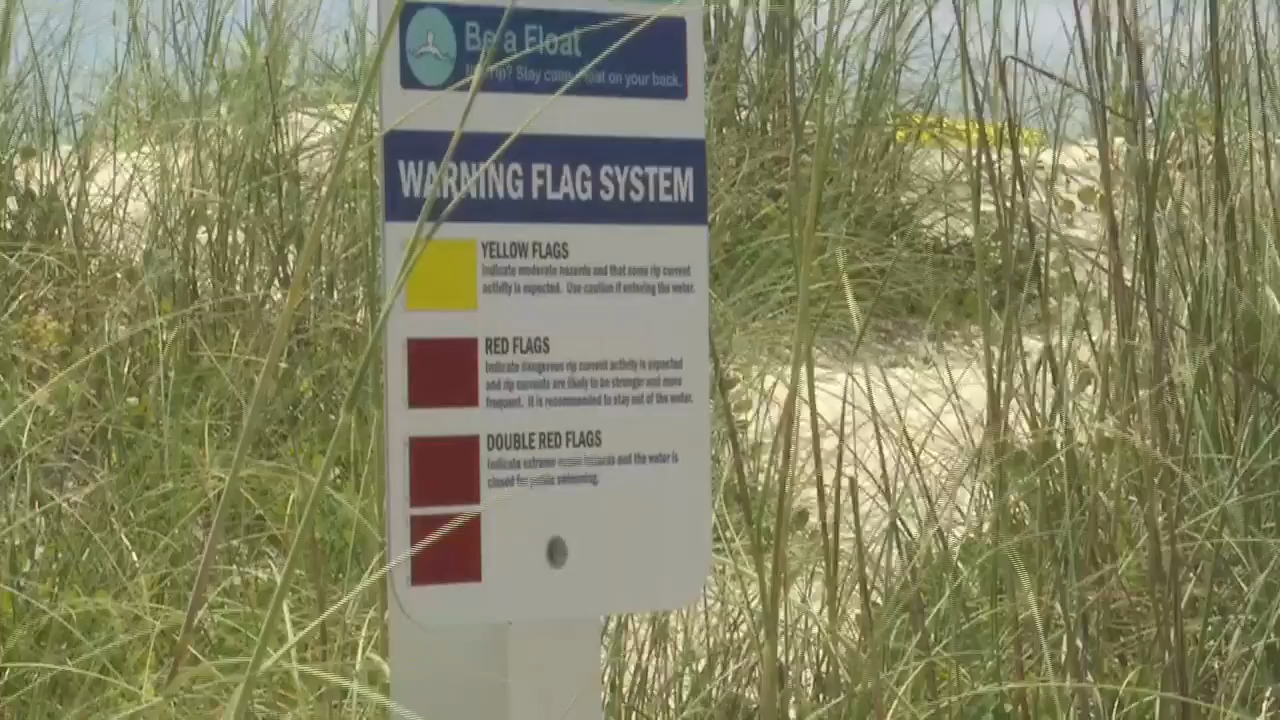 Be a Float
Stay on your back.
WARNING FLAG SYSTEM
YELLOW FLAGS
Indicate moderate hazards and that some rip current
activity is expected. Use caution if entering the water.
RED FLAGS
Indicate dangerous rip current activity is expected
and rip currents are likely to be stronger and more
frequent. It is recommended to stay out of the water.
DOUBLE RED FLAGS
Indicate extreme and the water is
closed for public swimming.